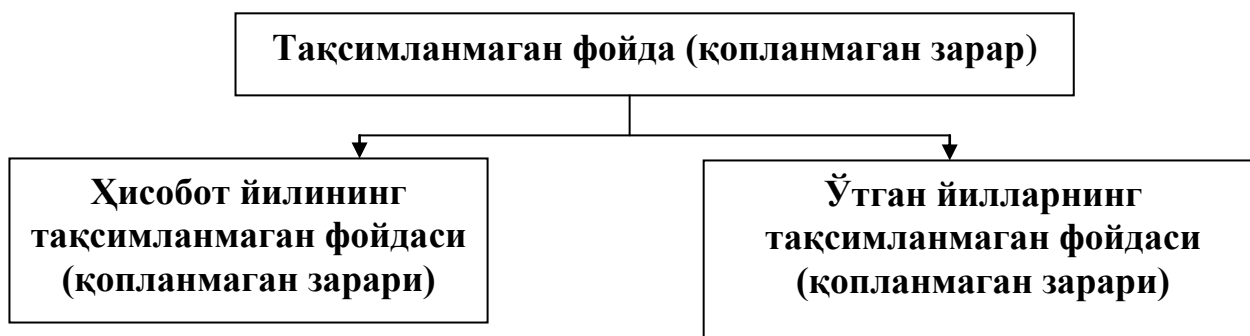 Тақсимланмаган фойда (қопланмаган зарар)
Ҳисобот йилининг
тақсимланмаган фойдаси
(қопланмаган зарари)
Ўтган йилларнинг
тақсимланмаган фойдаси
(қопланмаган зарари)